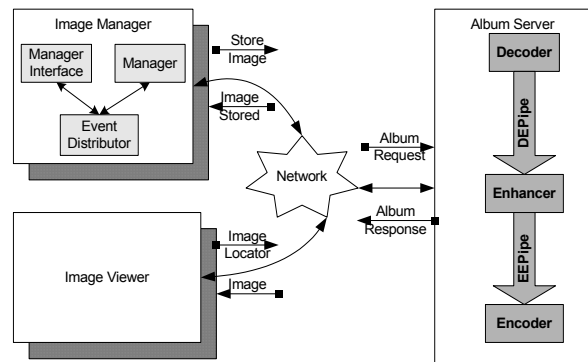 Image Manager
Manager
Interface
Manager
Event
Distributor
Store
Image
Image
Stored
Network
Album
Request
Album
Response
Image Viewer
Image
Locator
Image
Album Server
Decoder
DEPipe
Enhancer
EEPipe
Encoder